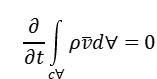 ∂/∂t ∫_{c∀} ρv̅d∀ = 0